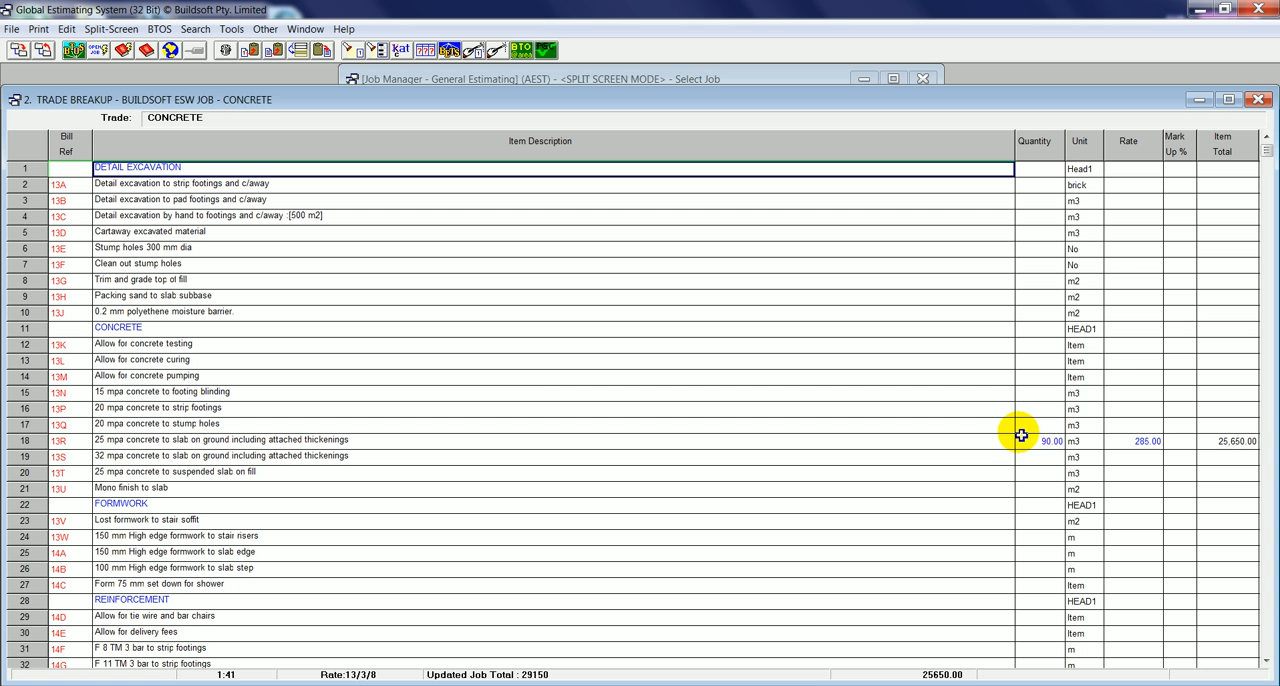 Global Estimating System (32 Bit) © Buildsoft Pty. Limited
File Print Edit Split-Screen BTOS Search Tools Other Window Help
[Job Manager - General Estimating] (AEST) - <SPLIT SCREEN MODE> - Select Job
2. TRADE BREAKUP - BUILDSOFT ESW JOB - CONCRETE
Trade: CONCRETE
Bill Ref Item Description Quantity Unit Rate Mark Up % Item Total
1 DETAIL EXCAVATION Head1
2 13A Detail excavation to strip footings and c/away brick
3 13B Detail excavation to pad footings and c/away m3
4 13C Detail excavation by hand to footings and c/away :[500 m2] m3
5 13D Cartaway excavated material m3
6 13E Stump holes 300 mm dia No
7 13F Clean out stump holes No
8 13G Trim and grade top of fill m2
9 13H Packing sand to slab subbase m2
10 13J 0.2 mm polyethene moisture barrier. m2
11 CONCRETE HEAD1
12 13K Allow for concrete testing Item
13 13L Allow for concrete curing Item
14 13M Allow for concrete pumping Item
15 13N 15 mpa concrete to footing blinding m3
16 13P 20 mpa concrete to strip footings m3
17 13Q 20 mpa concrete to stump holes m3
18 13R 25 mpa concrete to slab on ground including attached thickenings 90.00 m3 285.00 25,650.00
19 13S 32 mpa concrete to slab on ground including attached thickenings m3
20 13T 25 mpa concrete to suspended slab on fill m3
21 13U Mono finish to slab m2
22 FORMWORK HEAD1
23 13V Lost formwork to stair soffit m2
24 13W 150 mm High edge formwork to stair risers m
25 14A 150 mm High edge formwork to slab edge m
26 14B 100 mm High edge formwork to slab step m
27 14C Form 75 mm set down for shower Item
28 REINFORCEMENT HEAD1
29 14D Allow for tie wire and bar chairs Item
30 14E Allow for delivery fees Item
31 14F F 8 TM 3 bar to strip footings m
32 14G F 11 TM 3 bar to strip footings m
1:41 Rate:13/3/8 Updated Job Total : 29150 25650.00